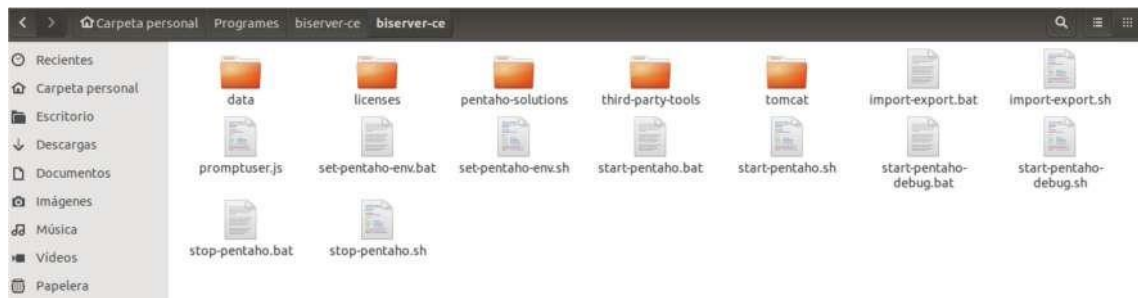 Carpeta personal Programes biserver-ce biserver-ce
Recientes
Carpeta personal
Escritorio
Descargas
Documentos
Imágenes
Música
Vídeos
Papelera
data licenses pentaho-solutions third-party-tools tomcat import-export.bat import-export.sh
promptuser.js set-pentaho-env.bat set-pentaho-env.sh start-pentaho.bat start-pentaho.sh start-pentaho-debug.bat start-pentaho-debug.sh
stop-pentaho.bat stop-pentaho.sh